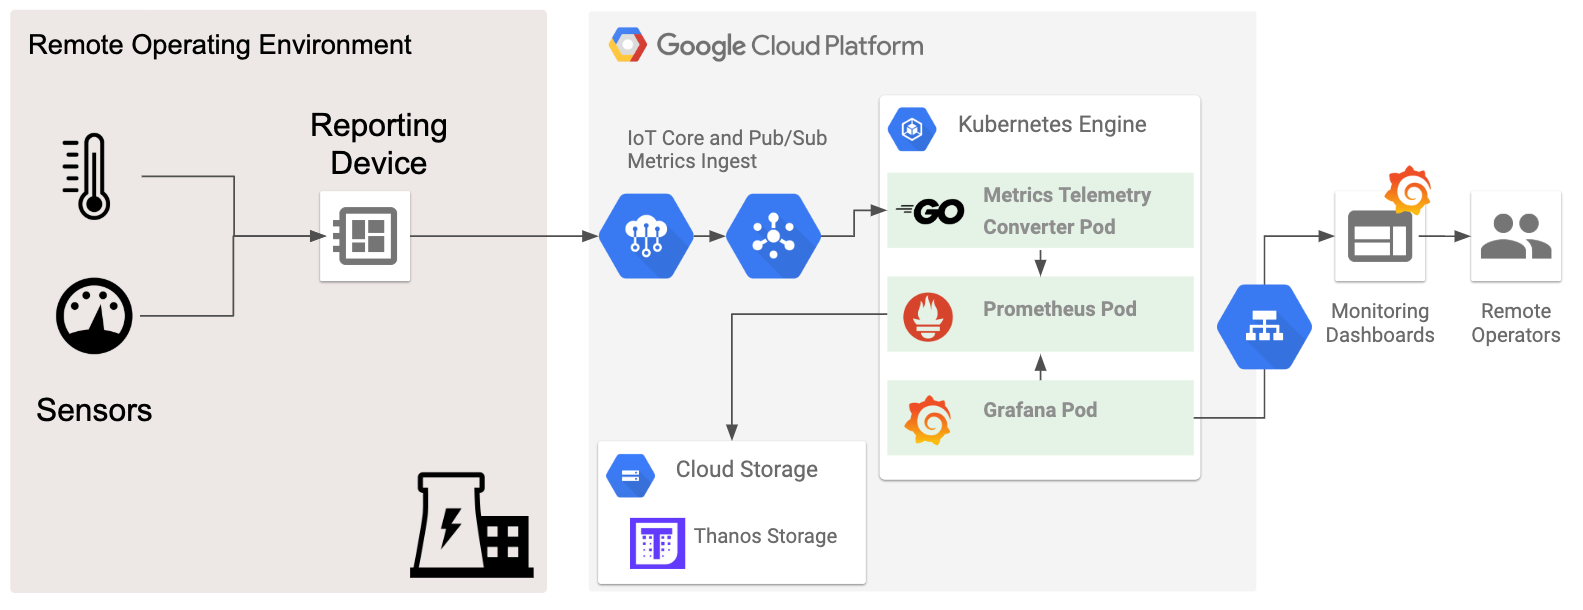 Remote Operating Environment
Reporting
Device
Sensors
Google Cloud Platform
IoT Core and Pub/Sub
Metrics Ingest
Kubernetes Engine
GO
Metrics Telemetry
Converter Pod
Prometheus Pod
Grafana Pod
Cloud Storage
T
Thanos Storage
Monitoring
Dashboards
Remote
Operators